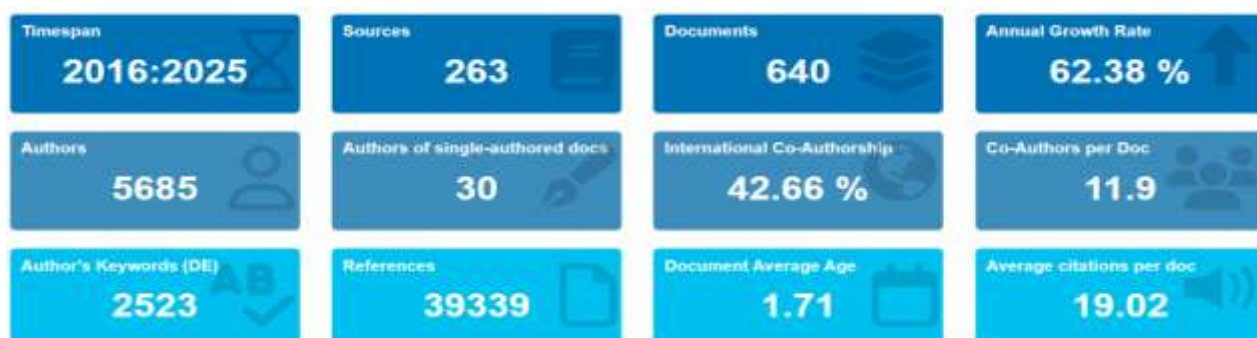 Timespan
2016:2025
Sources
263
Documents
640
Annual Growth Rate
62.38 %
Authors
5685
Authors of single-authored docs
30
International Co-Authorship
42.66 %
Co-Authors per Doc
11.9
Author's Keywords (DE)
AB
2523
References
39339
Document Average Age
1.71
Average citations per doc
19.02